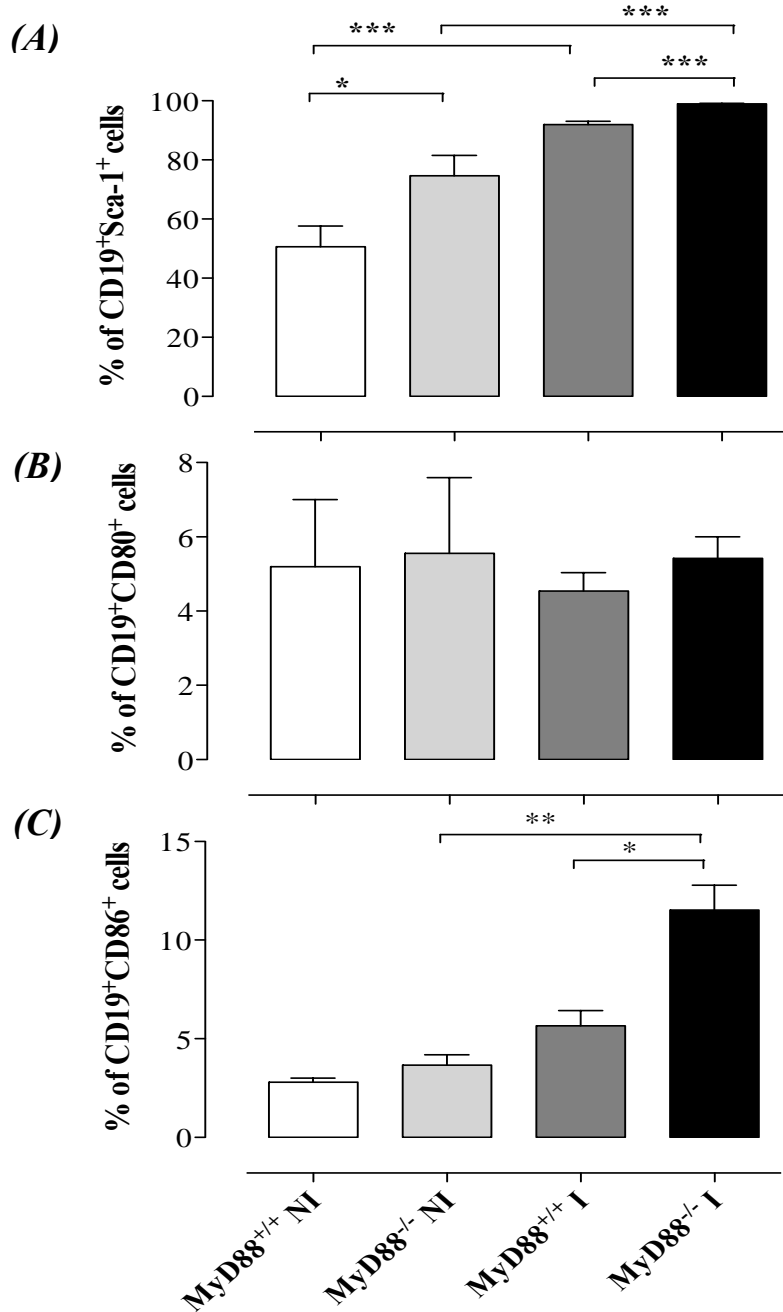 (A)
***
***
*
***
% of CD19⁺Sca-1⁺ cells
100
80
60
40
20
0
(B)
% of CD19⁺CD80⁺ cells
8
6
4
2
0
(C)
**
*
% of CD19⁺CD86⁺ cells
15
10
5
0
MyD88⁺/⁺ NI
MyD88⁻/⁻ NI
MyD88⁺/⁺ I
MyD88⁻/⁻ I